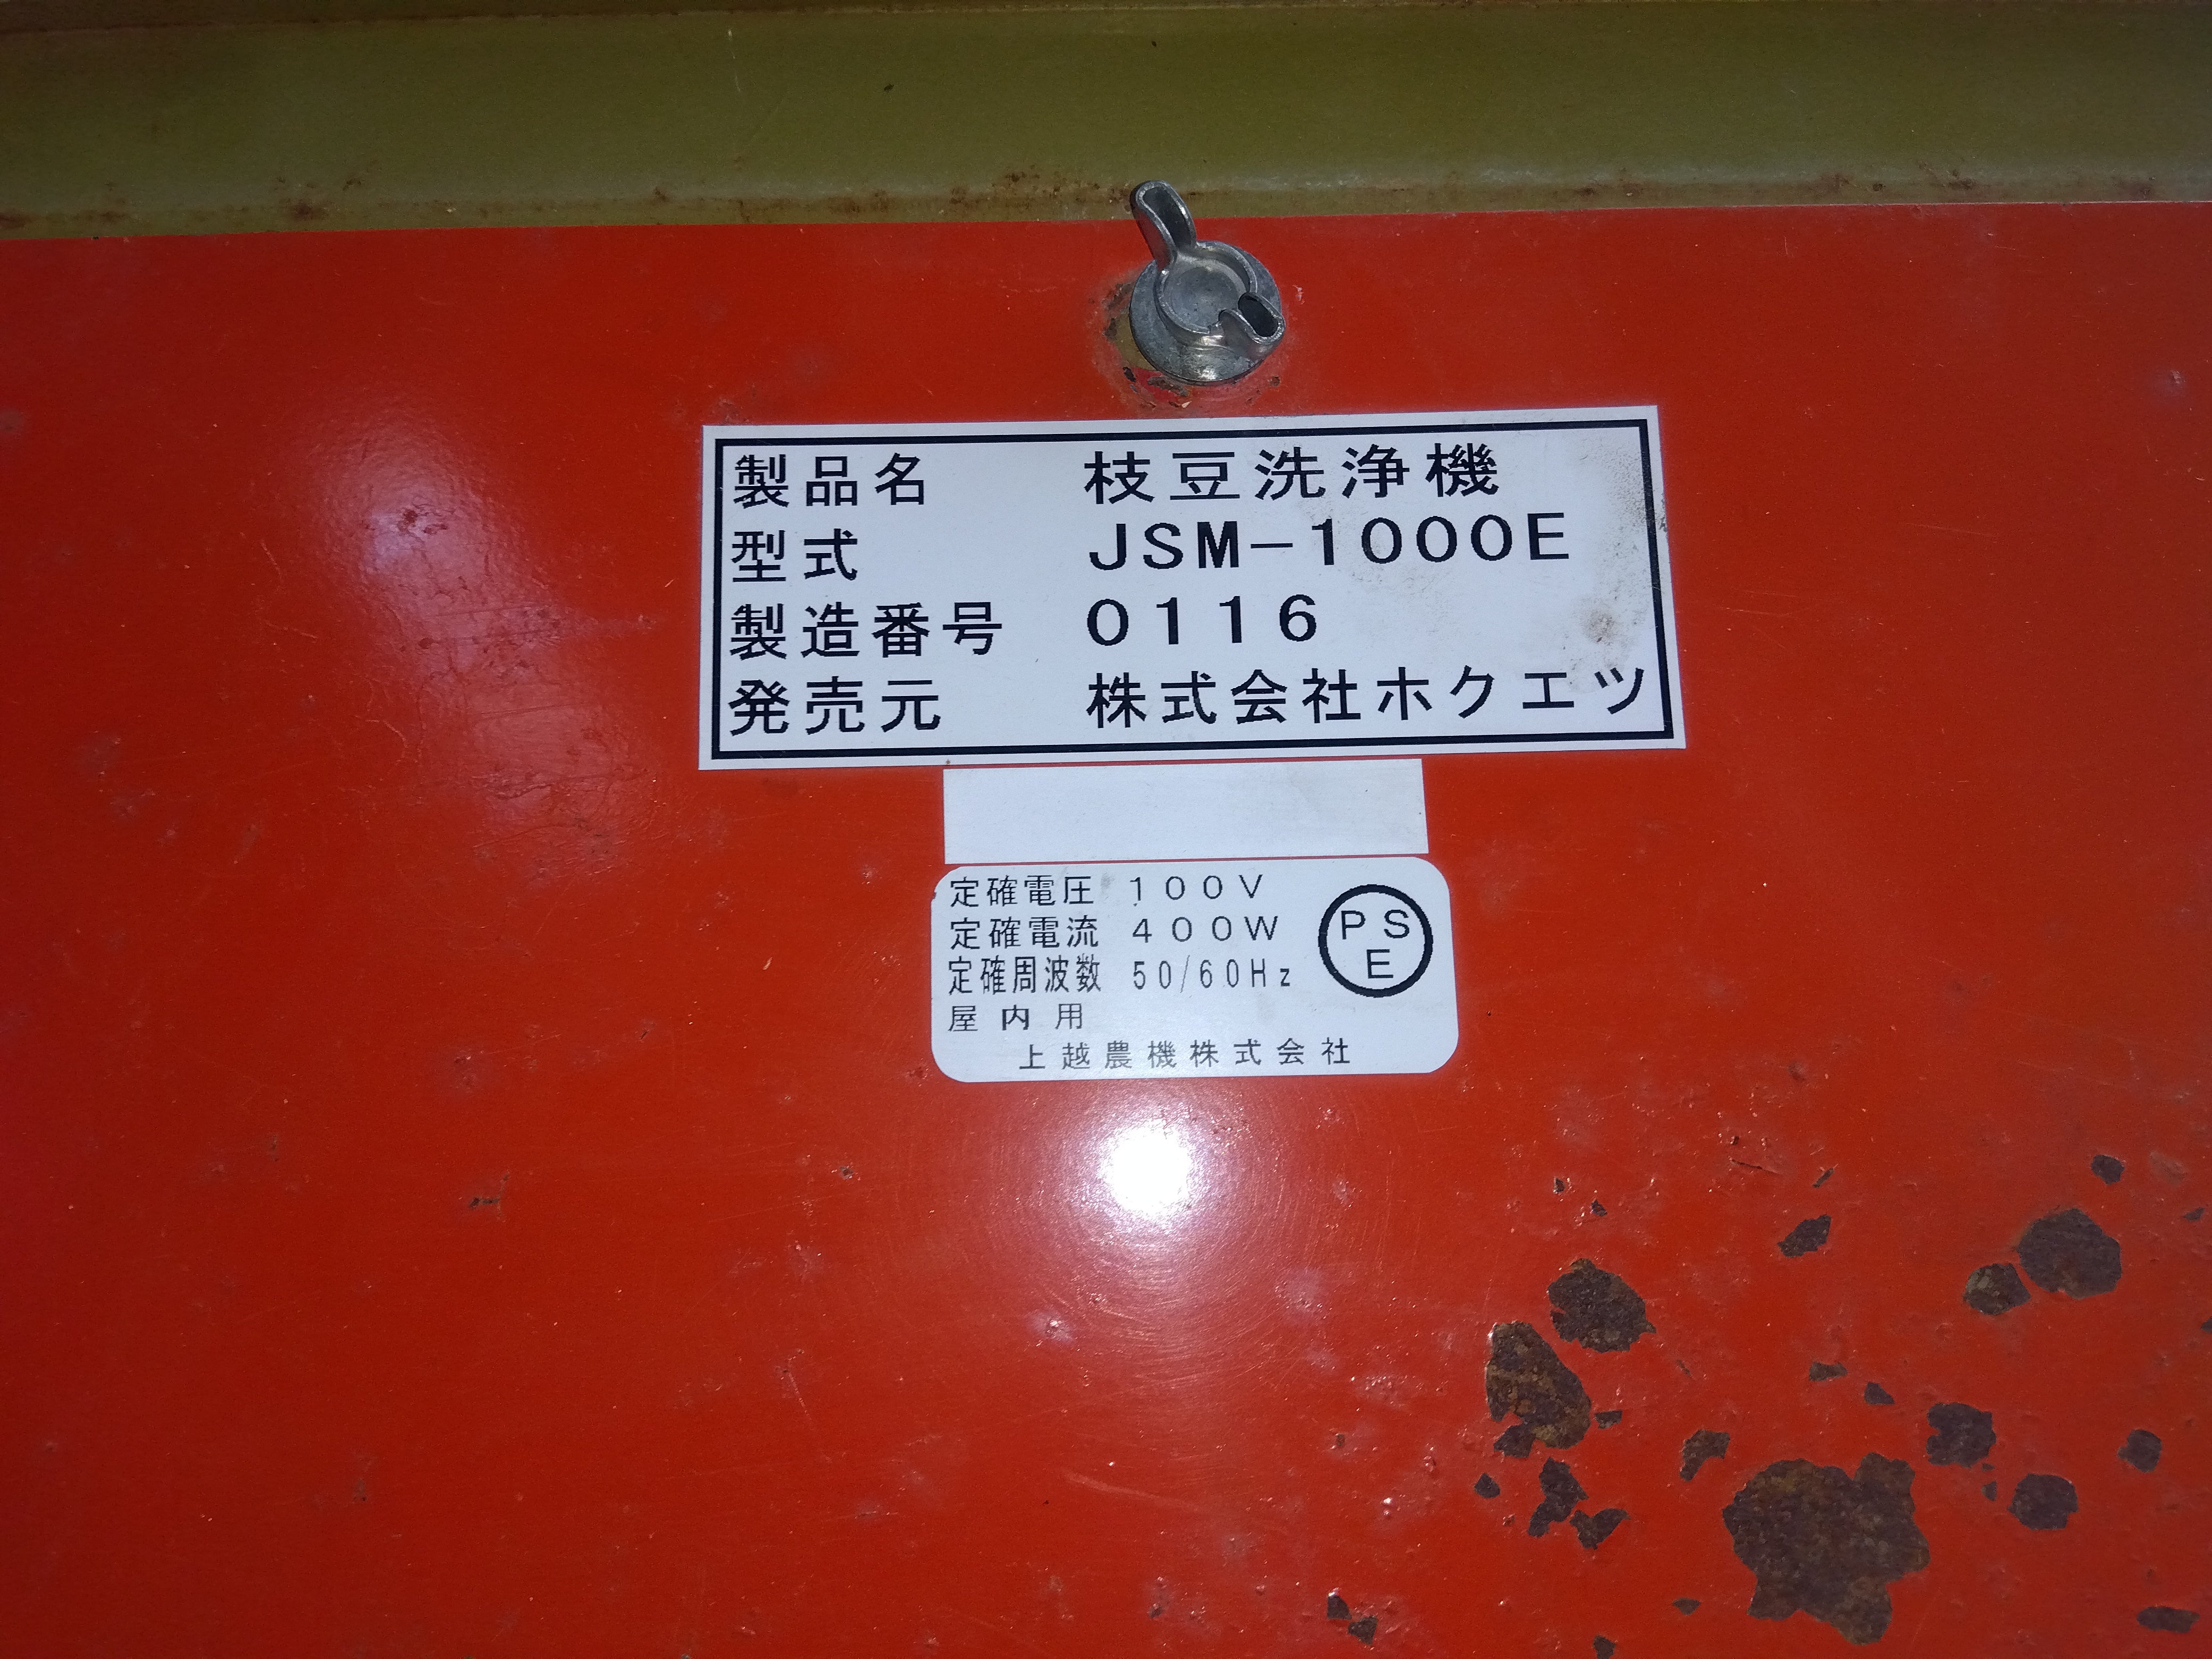 製品名 枝豆洗浄機
型式 JSM-1000E
製造番号 0116
発売元 株式会社ホクエツ
定確電圧 100V
定確電流 400W
定確周波数 50/60Hz
PSE
屋内用
上越農機株式会社